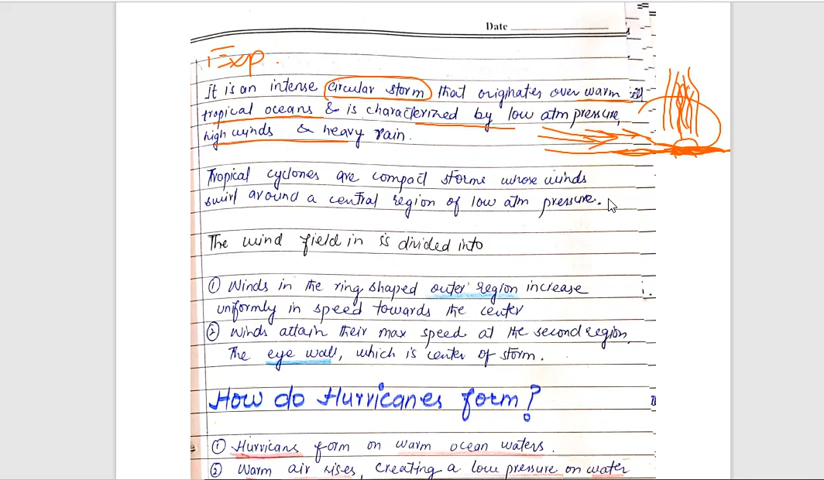 Date
Exp.
It is an intense circular storm that originates over warm
tropical oceans & is characterized by low atm pressure,
high winds & heavy rain.
Tropical cyclones are compact storms whose winds
swirl around a central region of low atm pressure.
The wind field in is divided into
① Winds in the ring shaped outer region increase
uniformly in speed towards the center
② Winds attain their max speed at the second region,
The eye wall, which is center of storm.
How do Hurricanes form?
① Hurricans form on warm ocean waters.
② Warm air rises, creating a low pressure on water